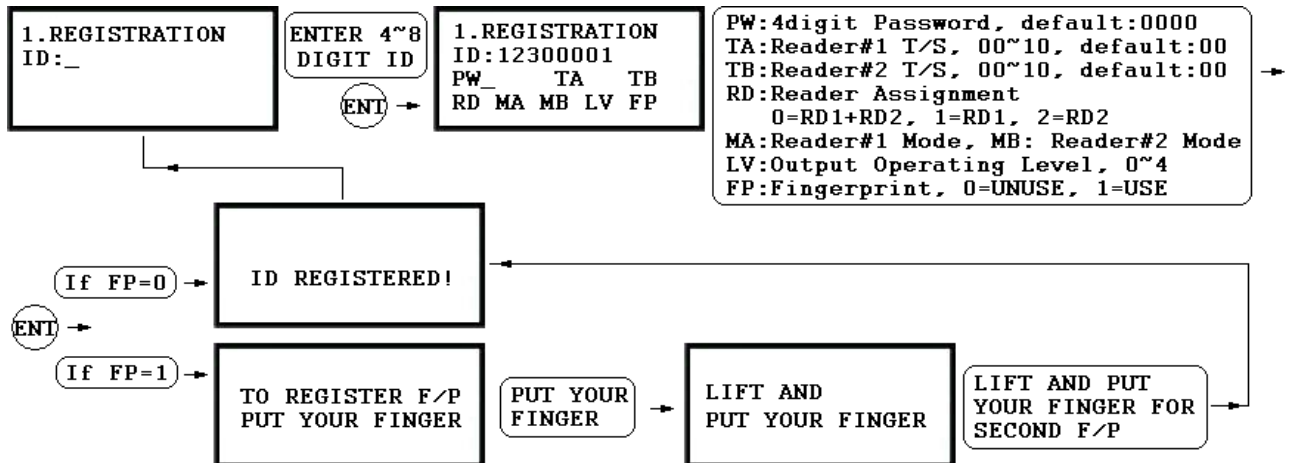 1.REGISTRATION
ID:_
ENTER 4~8
DIGIT ID
ENT
1.REGISTRATION
ID:12300001
PW_ TA TB
RD MA MB LV FP
PW:4digit Password, default:0000
TA:Reader#1 T/S, 00~10, default:00
TB:Reader#2 T/S, 00~10, default:00
RD:Reader Assignment
0=RD1+RD2, 1=RD1, 2=RD2
MA:Reader#1 Mode, MB: Reader#2 Mode
LV:Output Operating Level, 0~4
FP:Fingerprint, 0=UNUSE, 1=USE
ENT
If FP=0
ID REGISTERED!
If FP=1
TO REGISTER F/P
PUT YOUR FINGER
PUT YOUR
FINGER
LIFT AND
PUT YOUR FINGER
LIFT AND PUT
YOUR FINGER FOR
SECOND F/P